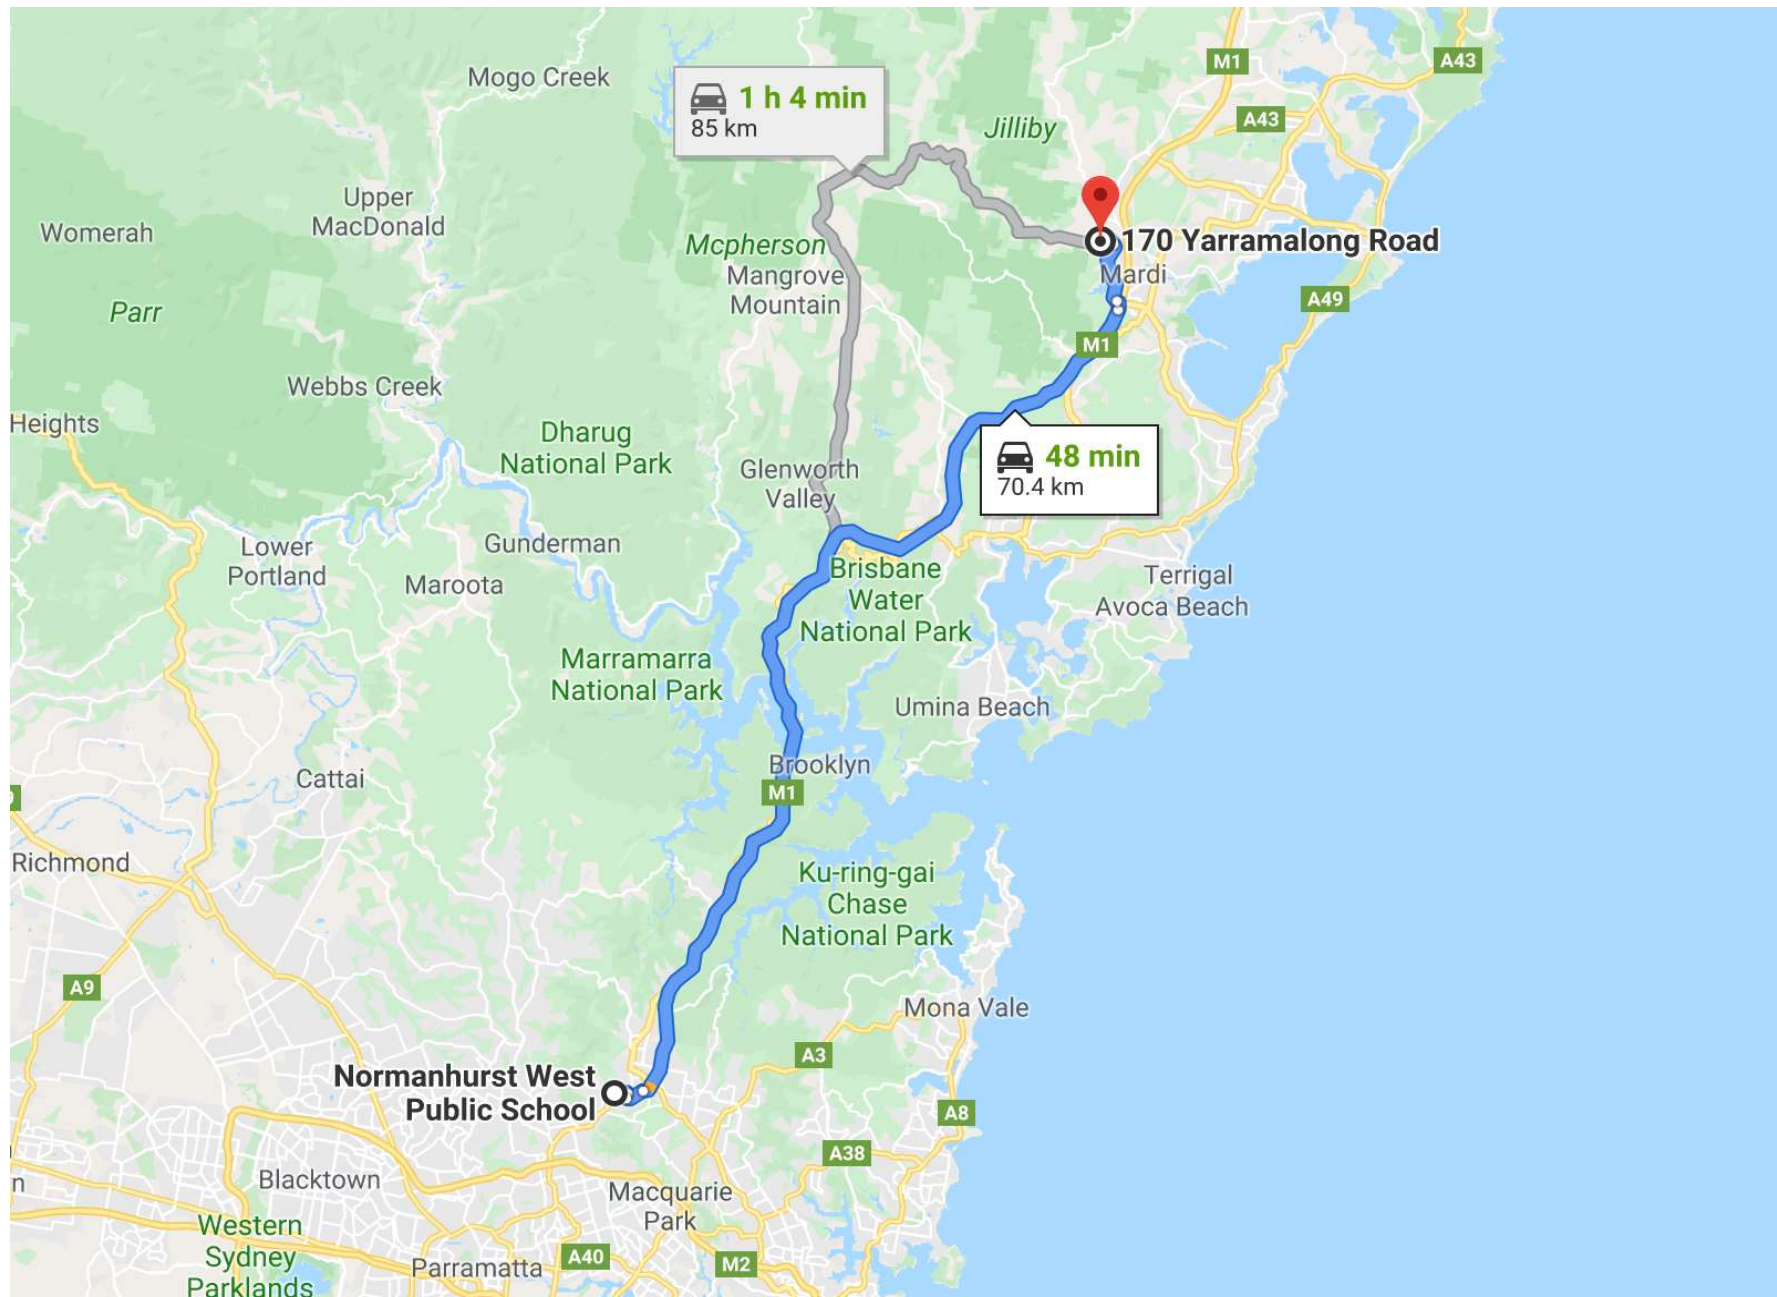 Mogo Creek
1 h 4 min
85 km
M1
A43
A43
Jilliby
Upper
MacDonald
Womerah
Mcpherson
Mangrove
Mountain
170 Yarramalong Road
Mardi
Parr
A49
M1
Webbs Creek
Heights
Dharug
National Park
48 min
70.4 km
Glenworth
Valley
Lower
Portland
Gunderman
Maroota
Brisbane
Water
National Park
Terrigal
Avoca Beach
Marramarra
National Park
Umina Beach
Cattai
Brooklyn
M1
Richmond
Ku-ring-gai
Chase
National Park
A9
Mona Vale
A3
Normanhurst West
Public School
A8
A38
Blacktown
n
Macquarie
Park
Western
Sydney
Parklands
Parramatta
A40
M2